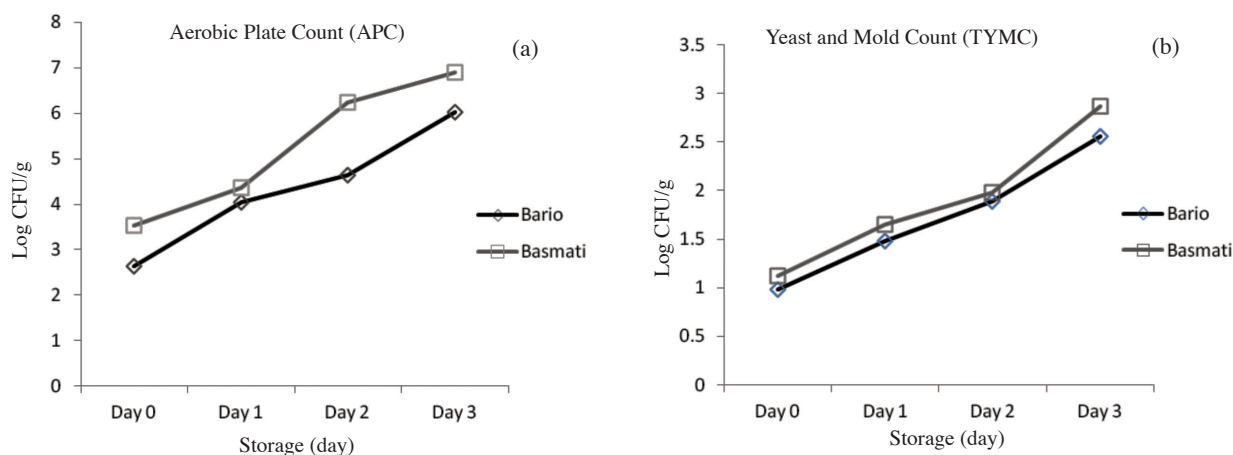 Aerobic Plate Count (APC)
(a)
Log CFU/g
8
7
6
5
4
3
2
1
0
Day 0 Day 1 Day 2 Day 3
Storage (day)
Bario
Basmati
Yeast and Mold Count (TYMC)
(b)
Log CFU/g
3.5
3
2.5
2
1.5
1
0.5
0
Day 0 Day 1 Day 2 Day 3
Storage (day)
Bario
Basmati